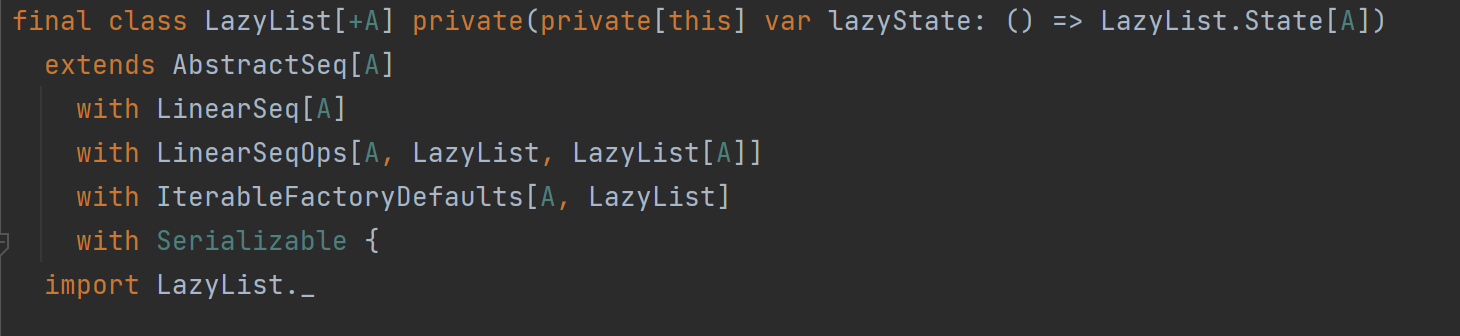 final class LazyList[+A] private(private[this] var lazyState: () => LazyList.State[A])
  extends AbstractSeq[A]
    with LinearSeq[A]
    with LinearSeqOps[A, LazyList, LazyList[A]]
    with IterableFactoryDefaults[A, LazyList]
    with Serializable {
  import LazyList._